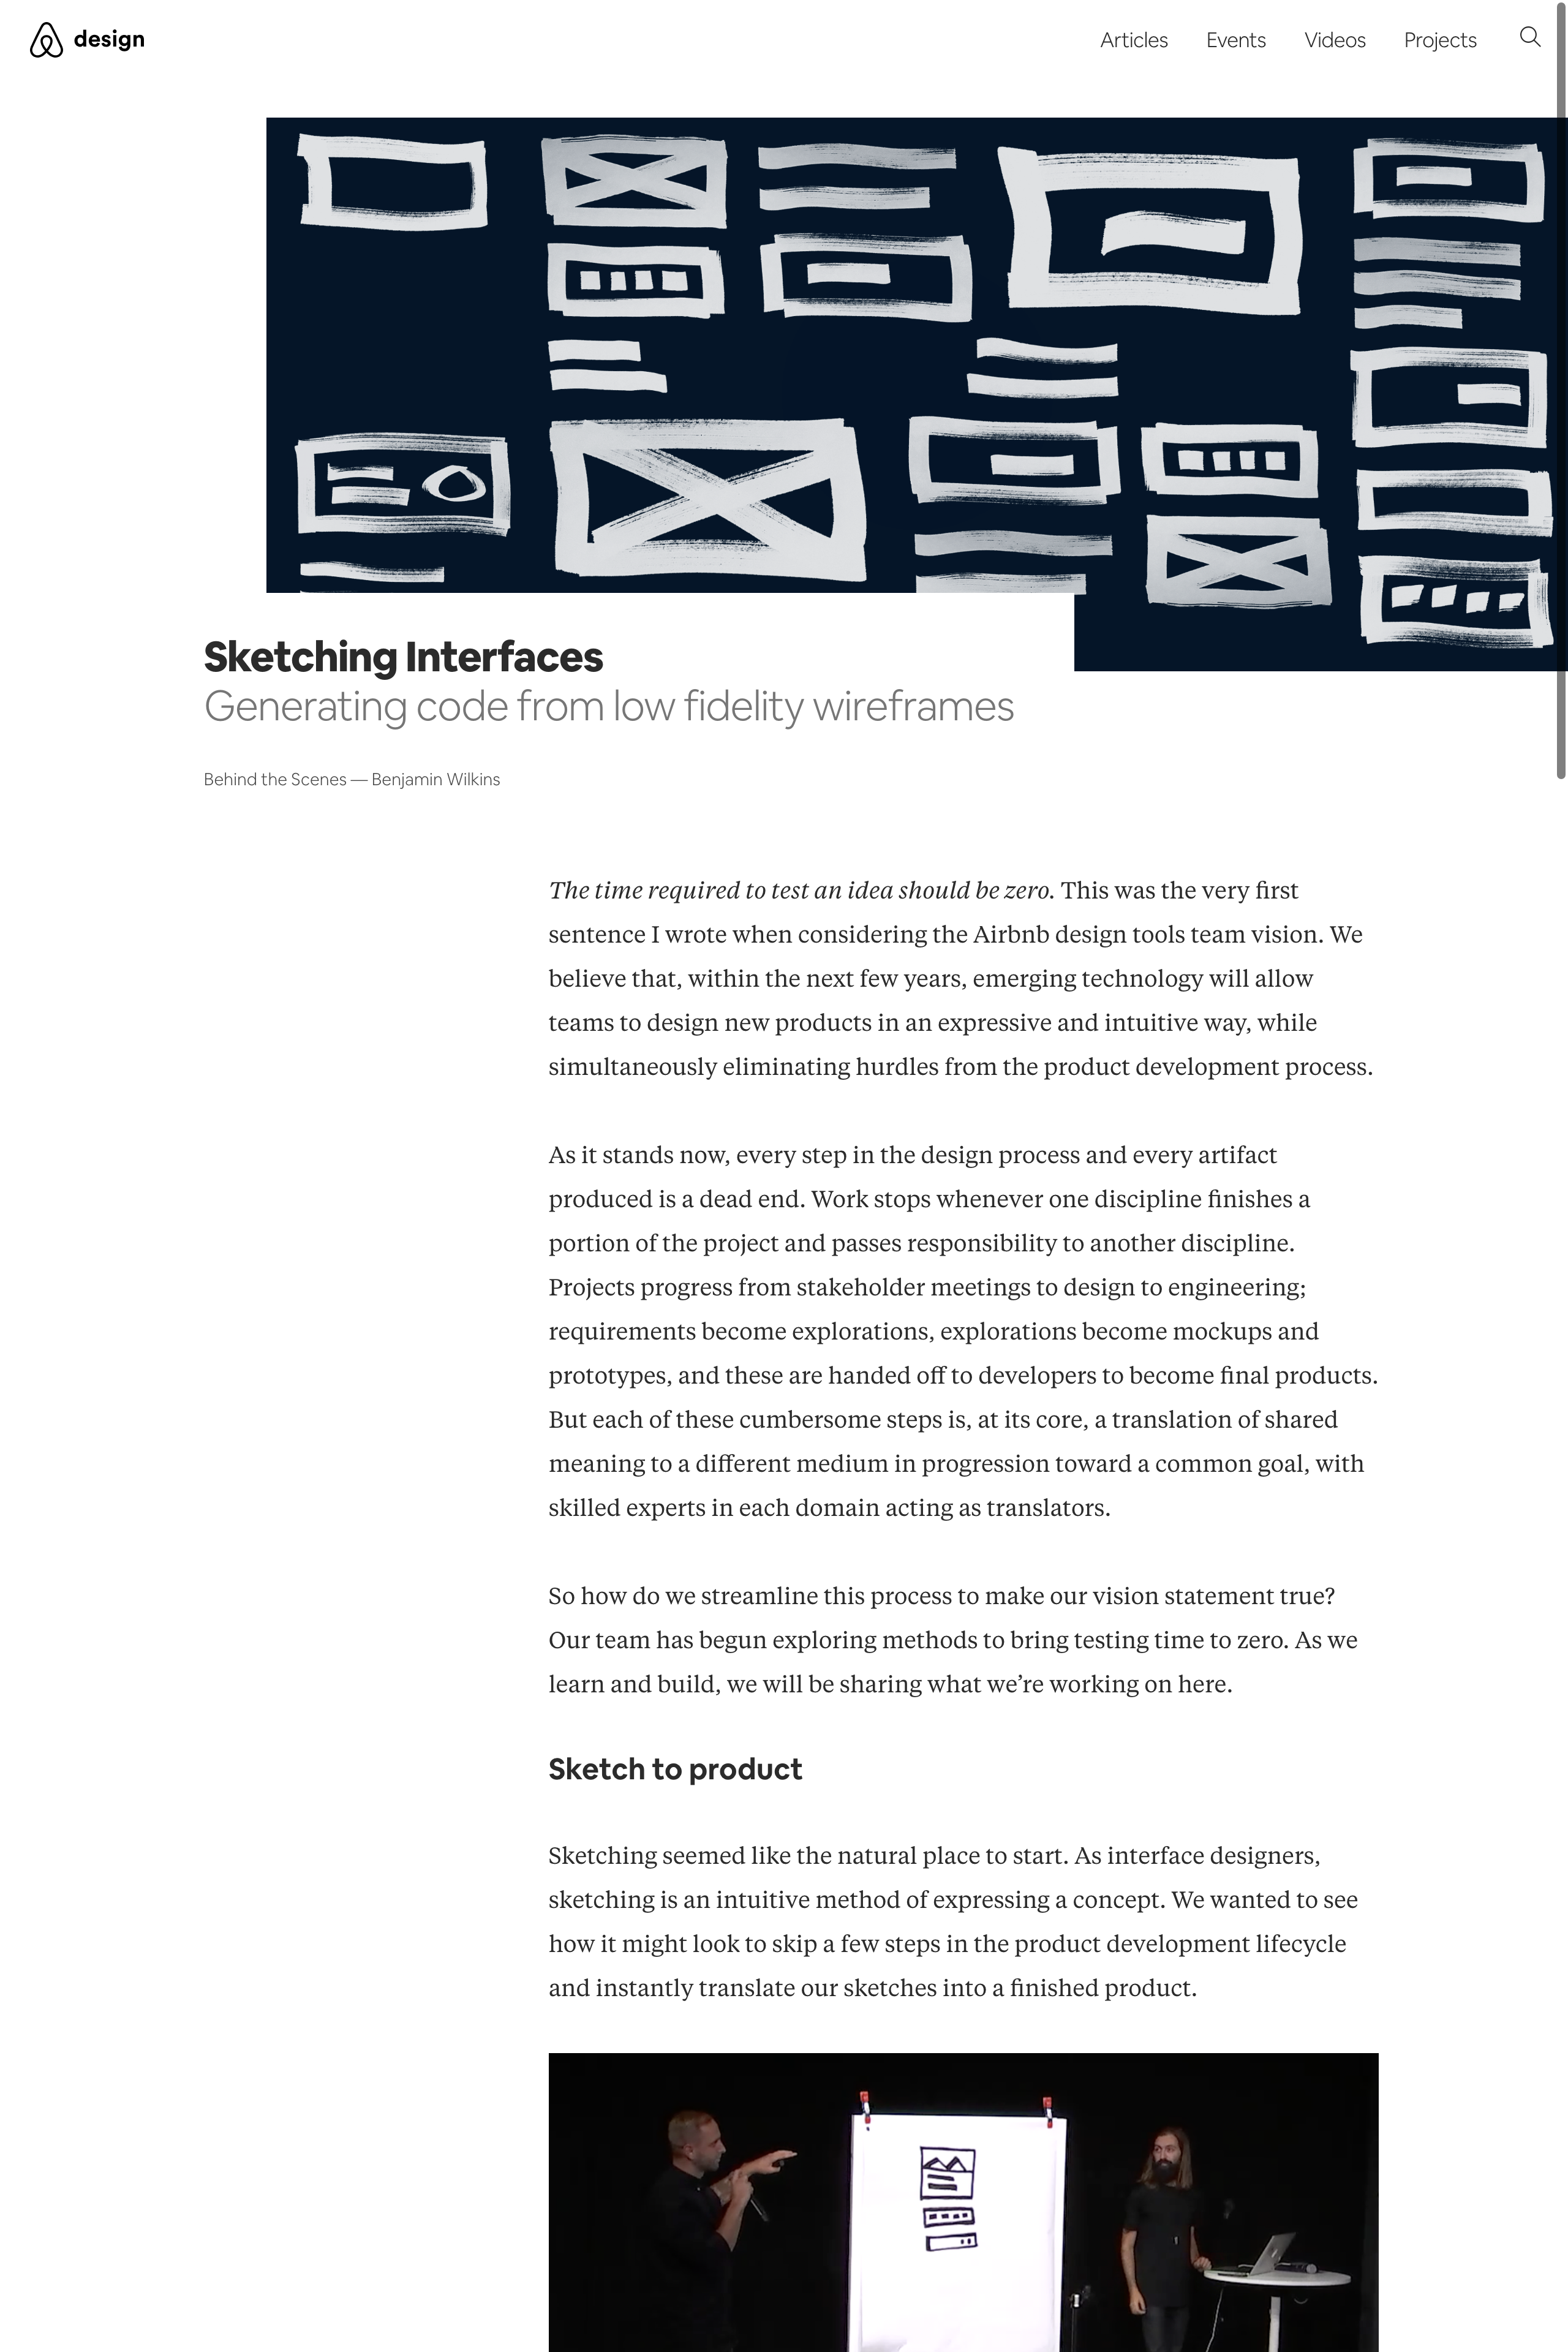 design
Articles Events Videos Projects
Sketching Interfaces
Generating code from low fidelity wireframes
Behind the Scenes — Benjamin Wilkins
The time required to test an idea should be zero. This was the very first
sentence I wrote when considering the Airbnb design tools team vision. We
believe that, within the next few years, emerging technology will allow
teams to design new products in an expressive and intuitive way, while
simultaneously eliminating hurdles from the product development process.
As it stands now, every step in the design process and every artifact
produced is a dead end. Work stops whenever one discipline finishes a
portion of the project and passes responsibility to another discipline.
Projects progress from stakeholder meetings to design to engineering;
requirements become explorations, explorations become mockups and
prototypes, and these are handed off to developers to become final products.
But each of these cumbersome steps is, at its core, a translation of shared
meaning to a different medium in progression toward a common goal, with
skilled experts in each domain acting as translators.
So how do we streamline this process to make our vision statement true?
Our team has begun exploring methods to bring testing time to zero. As we
learn and build, we will be sharing what we’re working on here.
Sketch to product
Sketching seemed like the natural place to start. As interface designers,
sketching is an intuitive method of expressing a concept. We wanted to see
how it might look to skip a few steps in the product development lifecycle
and instantly translate our sketches into a finished product.